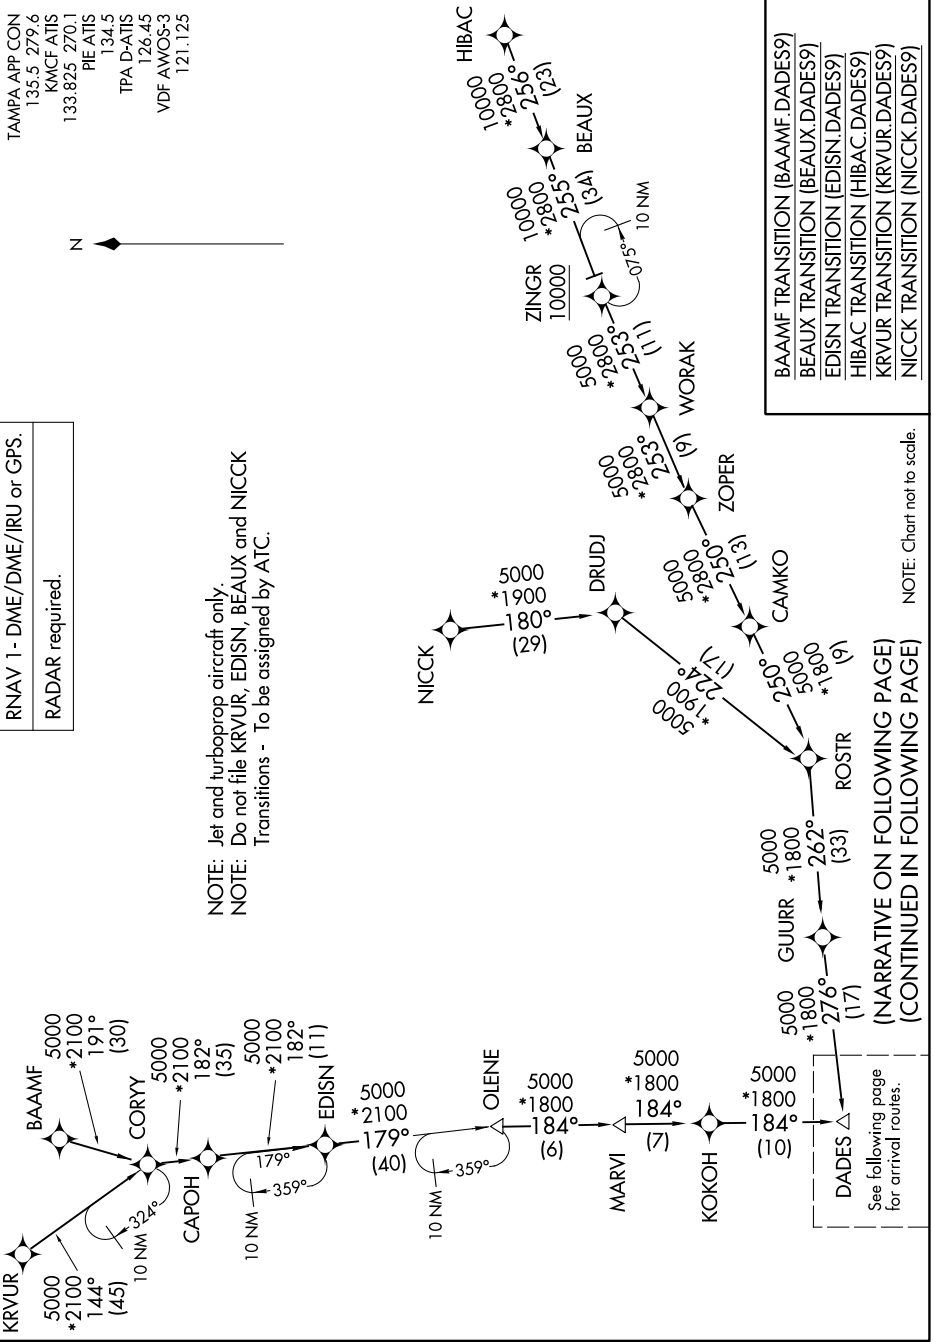 RNAV 1 - DME/DME/IRU or GPS.
RADAR required.
TAMPA APP CON
135.5 279.6
KMCF ATIS
133.825 270.1
PIE ATIS
134.5
TPA D-ATIS
126.45
VDF AWOS-3
121.125
N
NOTE: Jet and turboprop aircraft only.
NOTE: Do not file KRVUR, EDISN, BEAUX and NICCK
Transitions - To be assigned by ATC.
KRVUR
5000
*2100
144°
(45)
BAAMF
5000
*2100
191°
(30)
CORYY
324°
10 NM
5000
*2100
182°
(35)
CAPOH
5000
*2100
182°
(11)
179°
359°
10 NM
EDISN
5000
*2100
179°
(40)
359°
10 NM
OLENE
5000
*1800
184°
(6)
MARVI
5000
*1800
184°
(7)
KOKOH
5000
*1800
184°
(10)
DADES
See following page
for arrival routes.
HIBAC
10000
*2800
256°
(23)
BEAUX
10000
*2800
255°
(34)
075°
10 NM
ZINGR
10000
5000
*2800
253°
(11)
WORAK
5000
*2800
253°
(9)
ZOPER
5000
*2800
250°
(13)
CAMKO
250°
5000
*1800
(9)
NICCK
5000
*1900
180°
(29)
DRUDJ
5000
*1900
224°
(17)
ROSTR
5000
*1800
262°
(33)
GUURR
5000
*1800
276°
(17)
(NARRATIVE ON FOLLOWING PAGE)
(CONTINUED IN FOLLOWING PAGE)
NOTE: Chart not to scale.
BAAMF TRANSITION (BAAMF.DADES9)
BEAUX TRANSITION (BEAUX.DADES9)
EDISN TRANSITION (EDISN.DADES9)
HIBAC TRANSITION (HIBAC.DADES9)
KRVUR TRANSITION (KRVUR.DADES9)
NICCK TRANSITION (NICCK.DADES9)